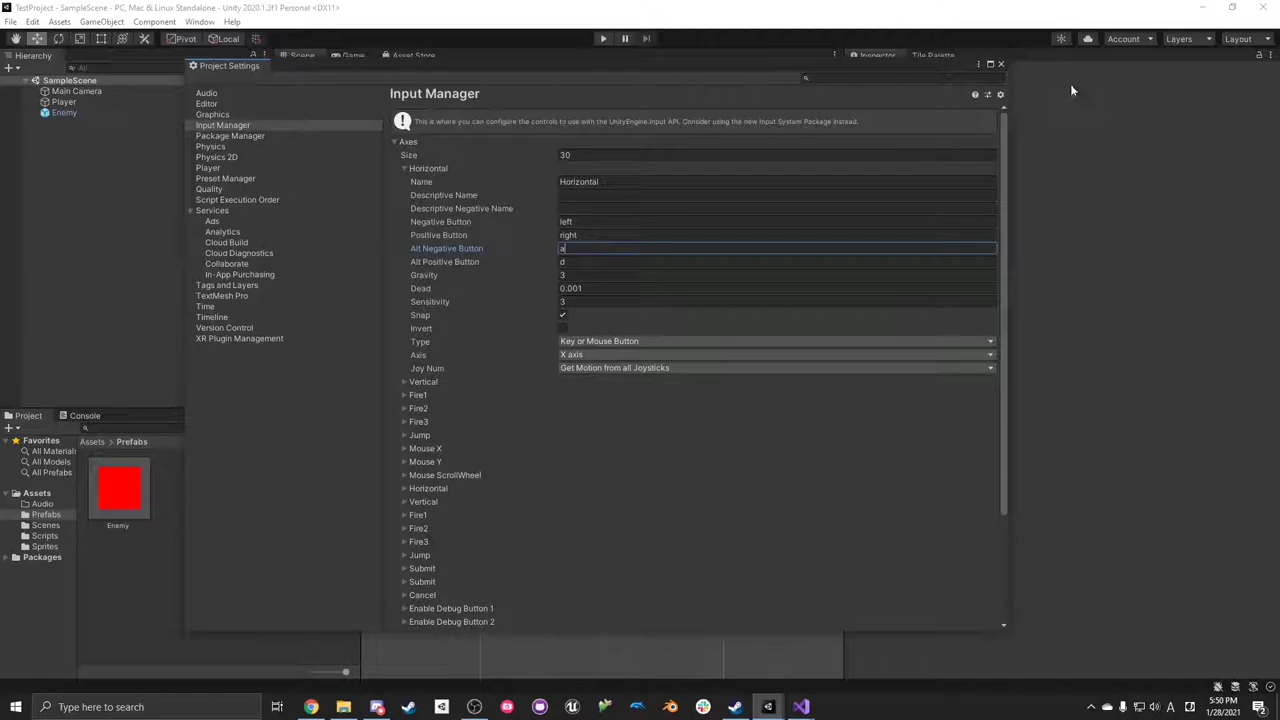 TestProject - SampleScene - PC, Mac & Linux Standalone - Unity 2020.1.3f1 Personal <DX11>
File Edit Assets GameObject Component Window Help
Pivot Local Account Layers Layout
Hierarchy Scene Game Asset Store Inspector Tile Palette
All
SampleScene
Main Camera
Player
Enemy
Project Settings
Audio
Editor
Graphics
Input Manager
Package Manager
Physics
Physics 2D
Player
Preset Manager
Quality
Script Execution Order
Services
Ads
Analytics
Cloud Build
Cloud Diagnostics
Collaborate
In-App Purchasing
Tags and Layers
TextMesh Pro
Time
Timeline
Version Control
XR Plugin Management
Input Manager
This is where you can configure the controls to use with the UnityEngine.Input API. Consider using the new Input System Package instead.
Axes
Size 30
Horizontal
Name Horizontal
Descriptive Name
Descriptive Negative Name
Negative Button left
Positive Button right
Alt Negative Button a
Alt Positive Button d
Gravity 3
Dead 0.001
Sensitivity 3
Snap
Invert
Type Key or Mouse Button
Axis X axis
Joy Num Get Motion from all Joysticks
Vertical
Fire1
Fire2
Fire3
Jump
Mouse X
Mouse Y
Mouse ScrollWheel
Horizontal
Vertical
Fire1
Fire2
Fire3
Jump
Submit
Submit
Cancel
Enable Debug Button 1
Enable Debug Button 2
Project Console
Favorites
All Materials
All Models
All Prefabs
Assets
Audio
Prefabs
Scenes
Scripts
Sprites
Packages
Assets > Prefabs
Enemy
Type here to search
5:50 PM
1/28/2021